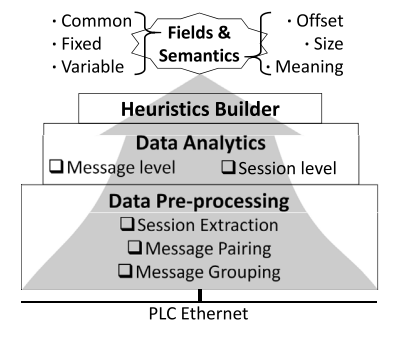 · Common
· Fixed
· Variable
Fields &
Semantics
· Offset
· Size
· Meaning
Heuristics Builder
Data Analytics
❑ Message level ❑ Session level
Data Pre-processing
❑ Session Extraction
❑ Message Pairing
❑ Message Grouping
PLC Ethernet